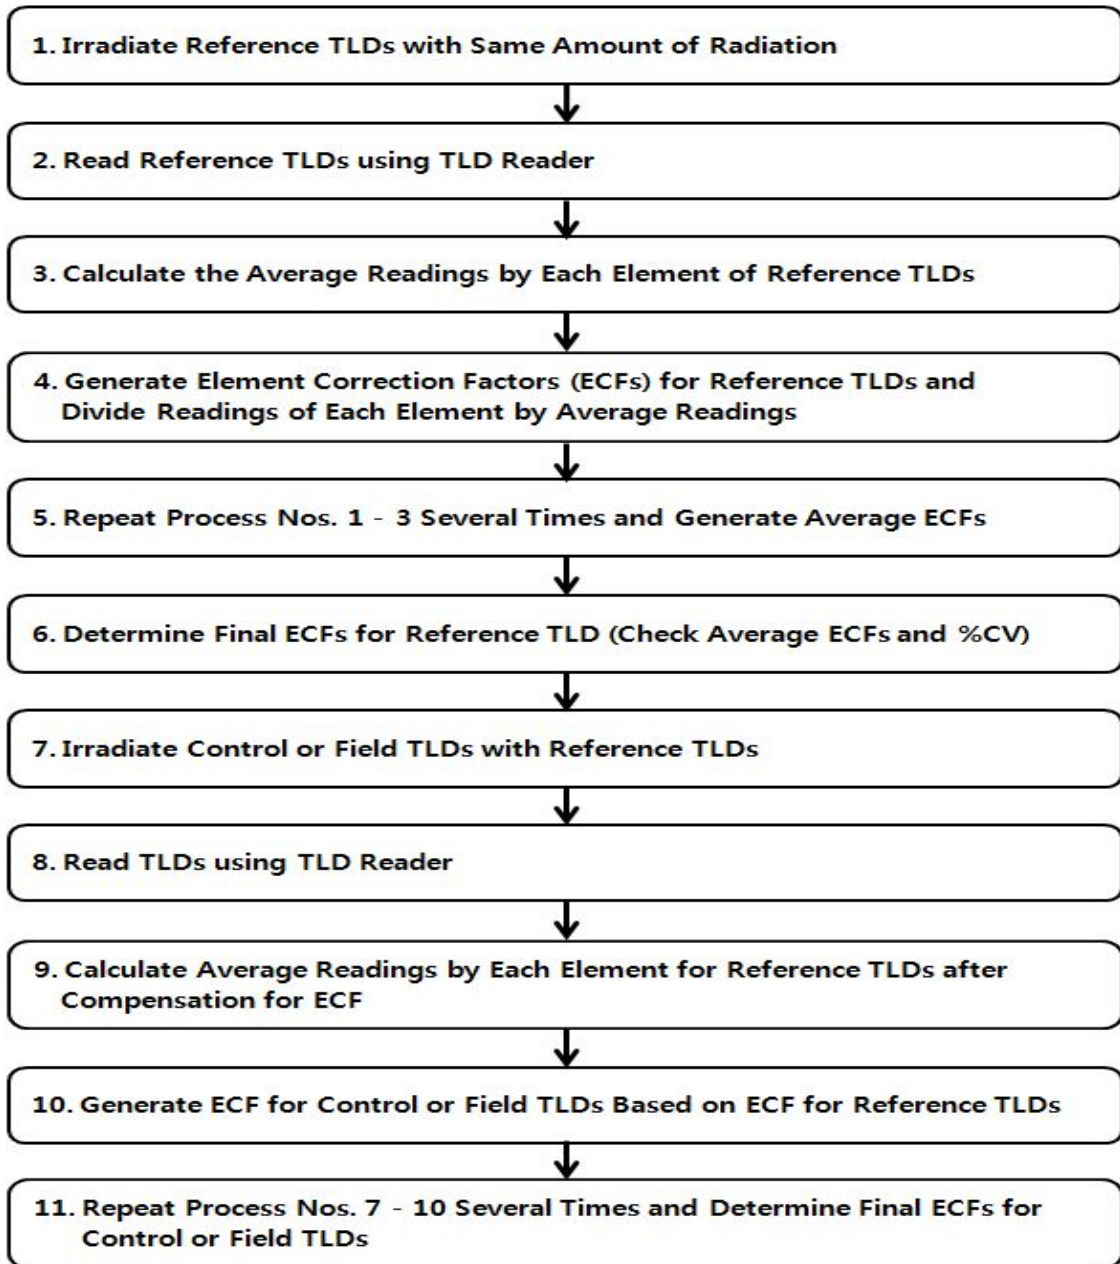 1. Irradiate Reference TLDs with Same Amount of Radiation
2. Read Reference TLDs using TLD Reader
3. Calculate the Average Readings by Each Element of Reference TLDs
4. Generate Element Correction Factors (ECFs) for Reference TLDs and
Divide Readings of Each Element by Average Readings
5. Repeat Process Nos. 1 - 3 Several Times and Generate Average ECFs
6. Determine Final ECFs for Reference TLD (Check Average ECFs and %CV)
7. Irradiate Control or Field TLDs with Reference TLDs
8. Read TLDs using TLD Reader
9. Calculate Average Readings by Each Element for Reference TLDs after
Compensation for ECF
10. Generate ECF for Control or Field TLDs Based on ECF for Reference TLDs
11. Repeat Process Nos. 7 - 10 Several Times and Determine Final ECFs for
Control or Field TLDs